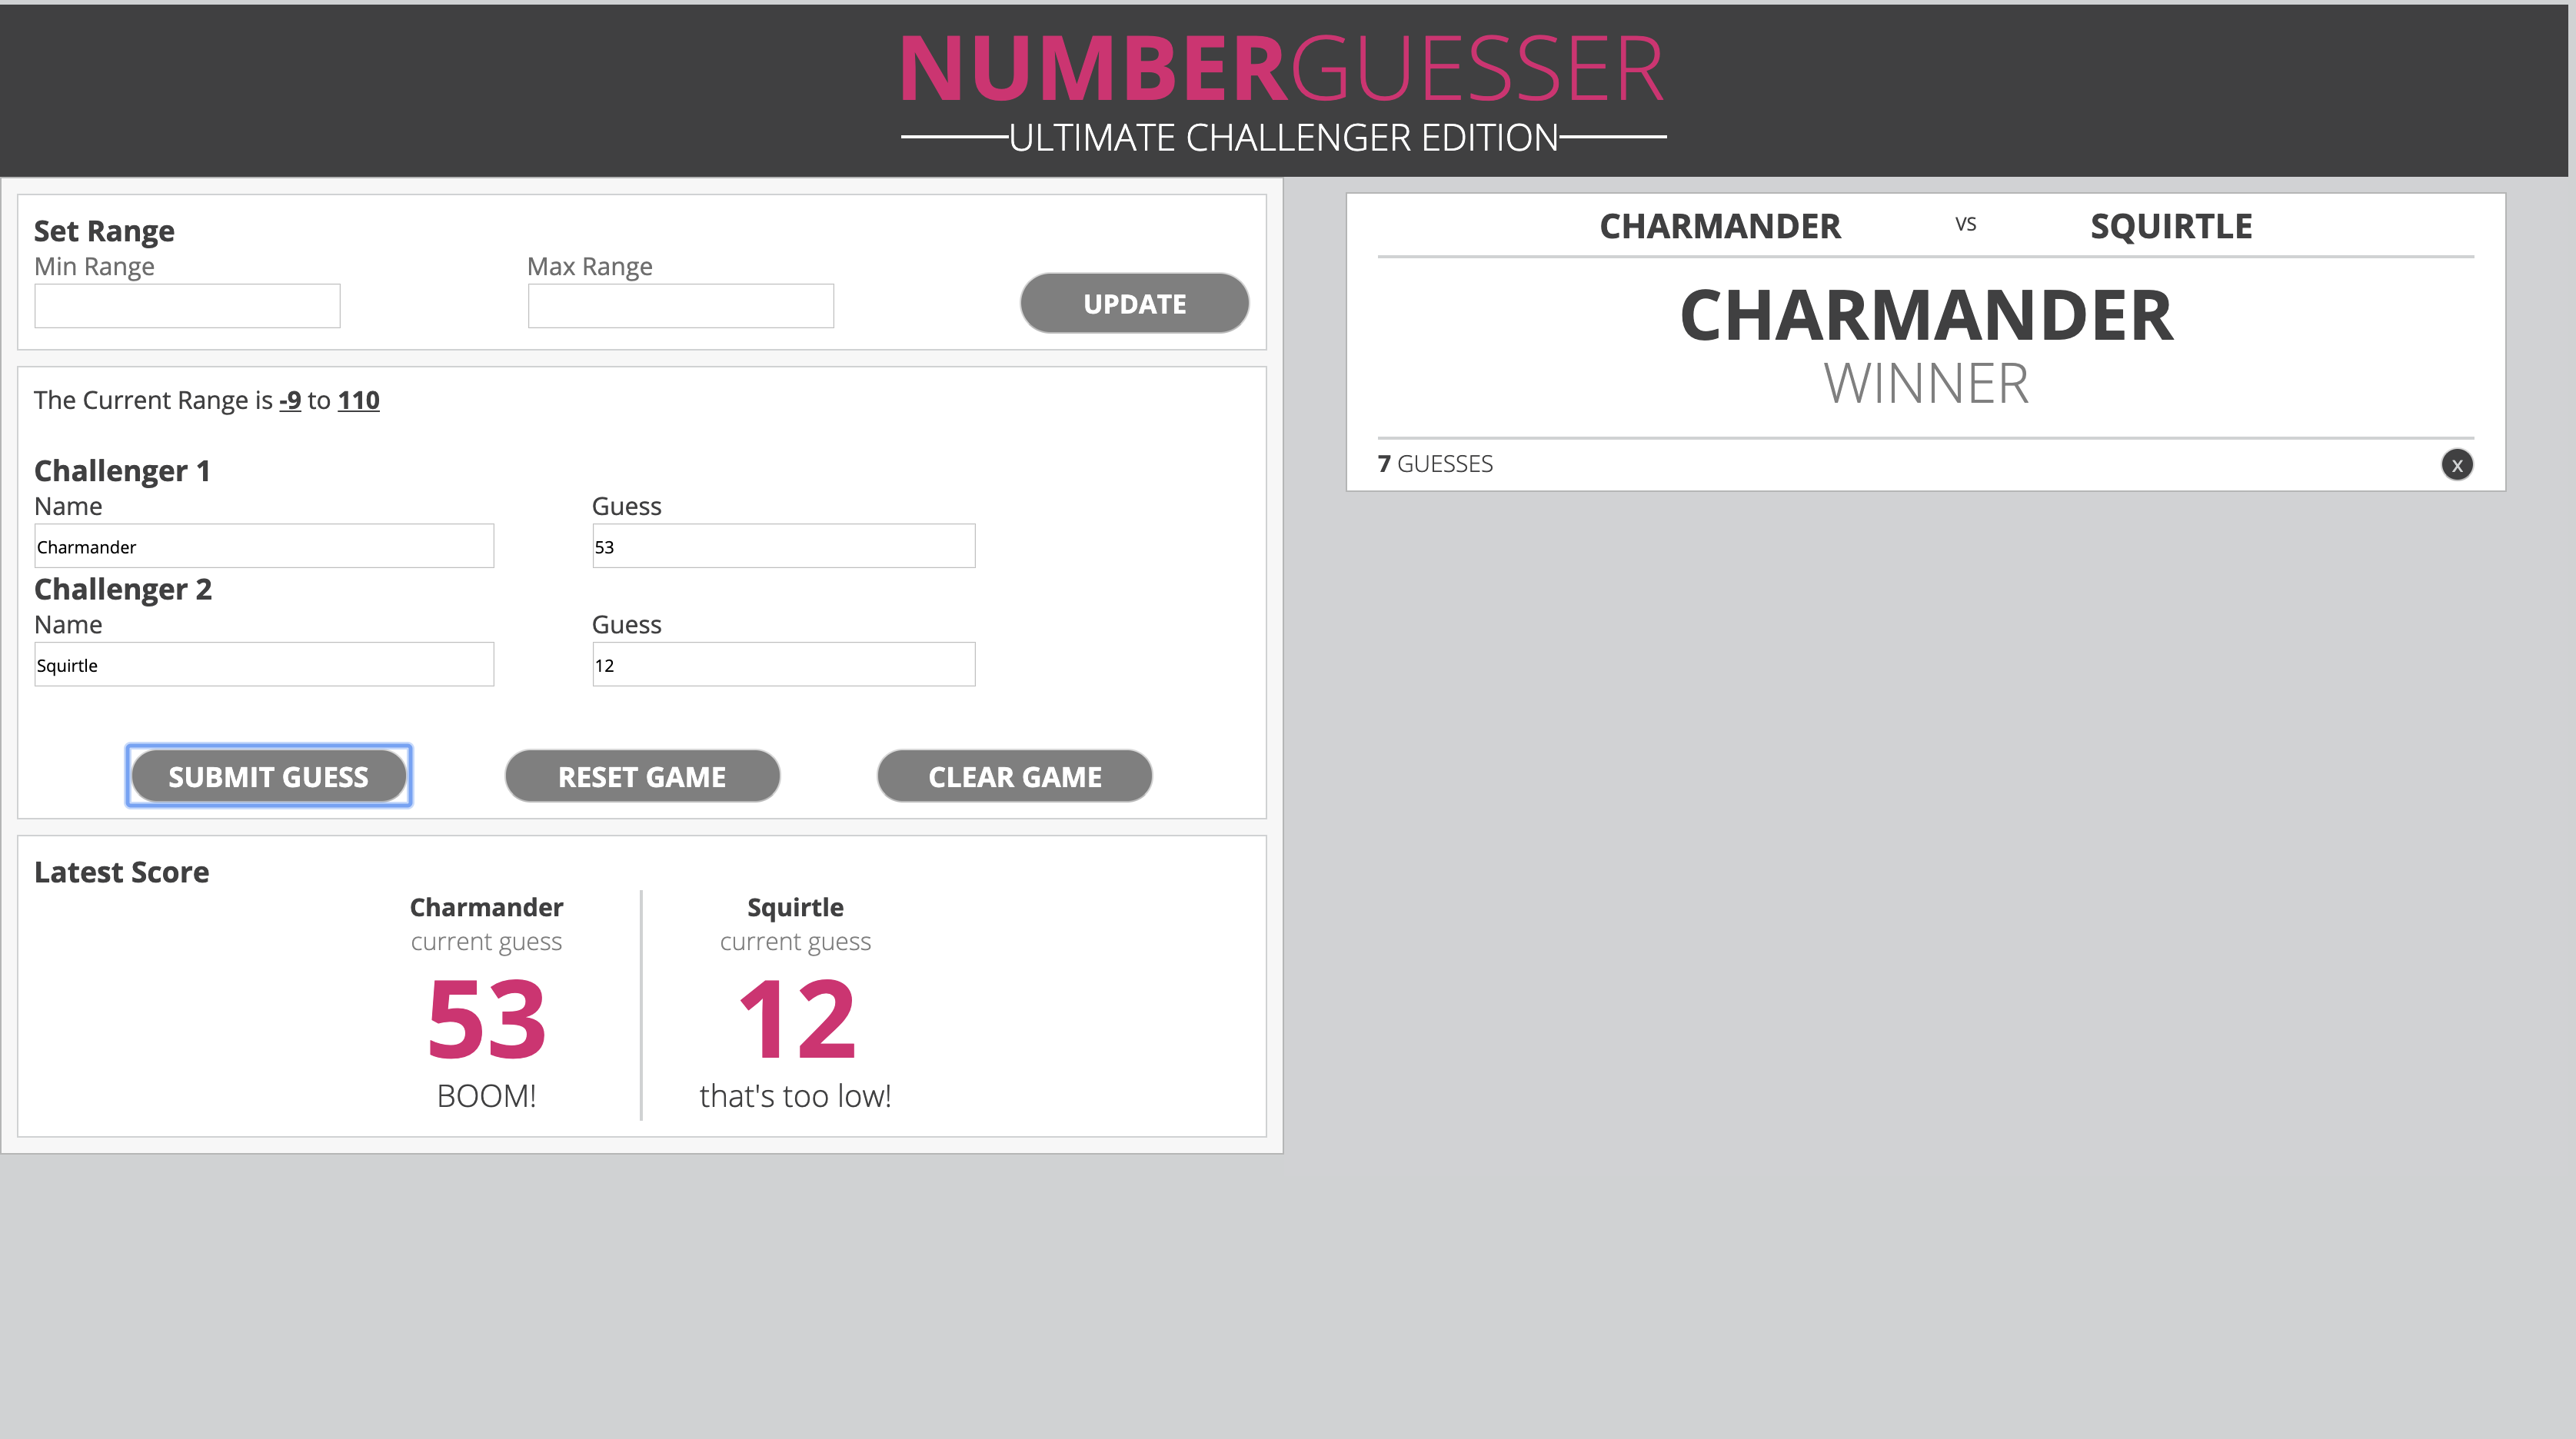 NUMBERGUESSER
ULTIMATE CHALLENGER EDITION
Set Range
Min Range Max Range
UPDATE
The Current Range is -9 to 110
Challenger 1
Name Guess
Charmander 53
Challenger 2
Name Guess
Squirtle 12
SUBMIT GUESS RESET GAME CLEAR GAME
Latest Score
Charmander Squirtle
current guess current guess
53 12
BOOM! that's too low!
CHARMANDER VS SQUIRTLE
CHARMANDER
WINNER
7 GUESSES x